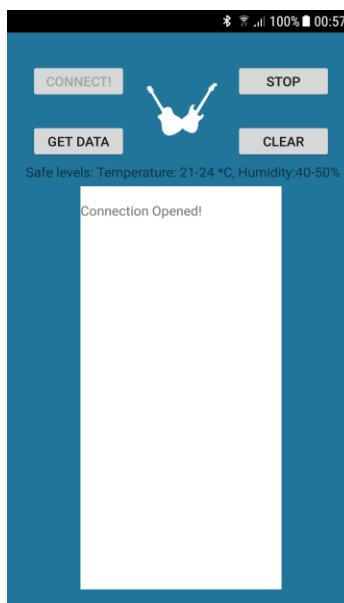 100% 00:57
CONNECT! STOP
GET DATA CLEAR
Safe levels: Temperature: 21-24 *C, Humidity:40-50%
Connection Opened!